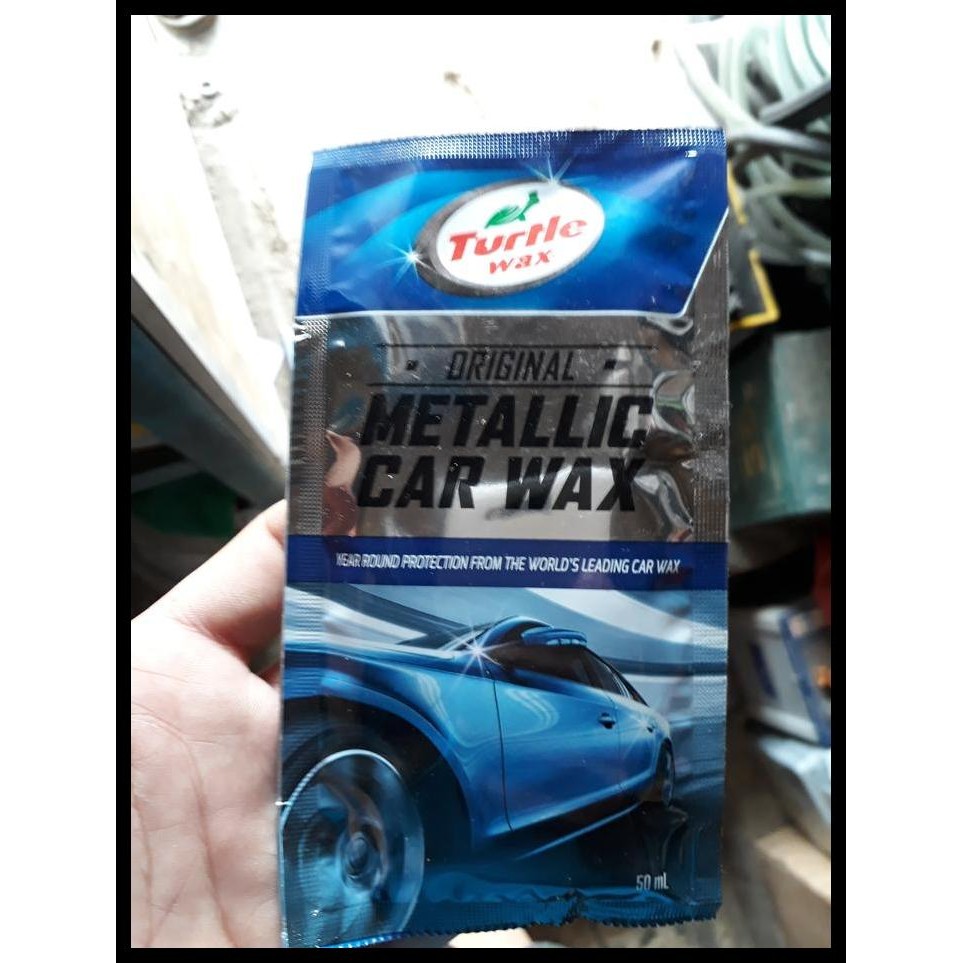 Turtle
wax
ORIGINAL
METALLIC
CAR WAX
YEAR ROUND PROTECTION FROM THE WORLD'S LEADING CAR WAX
50 mL